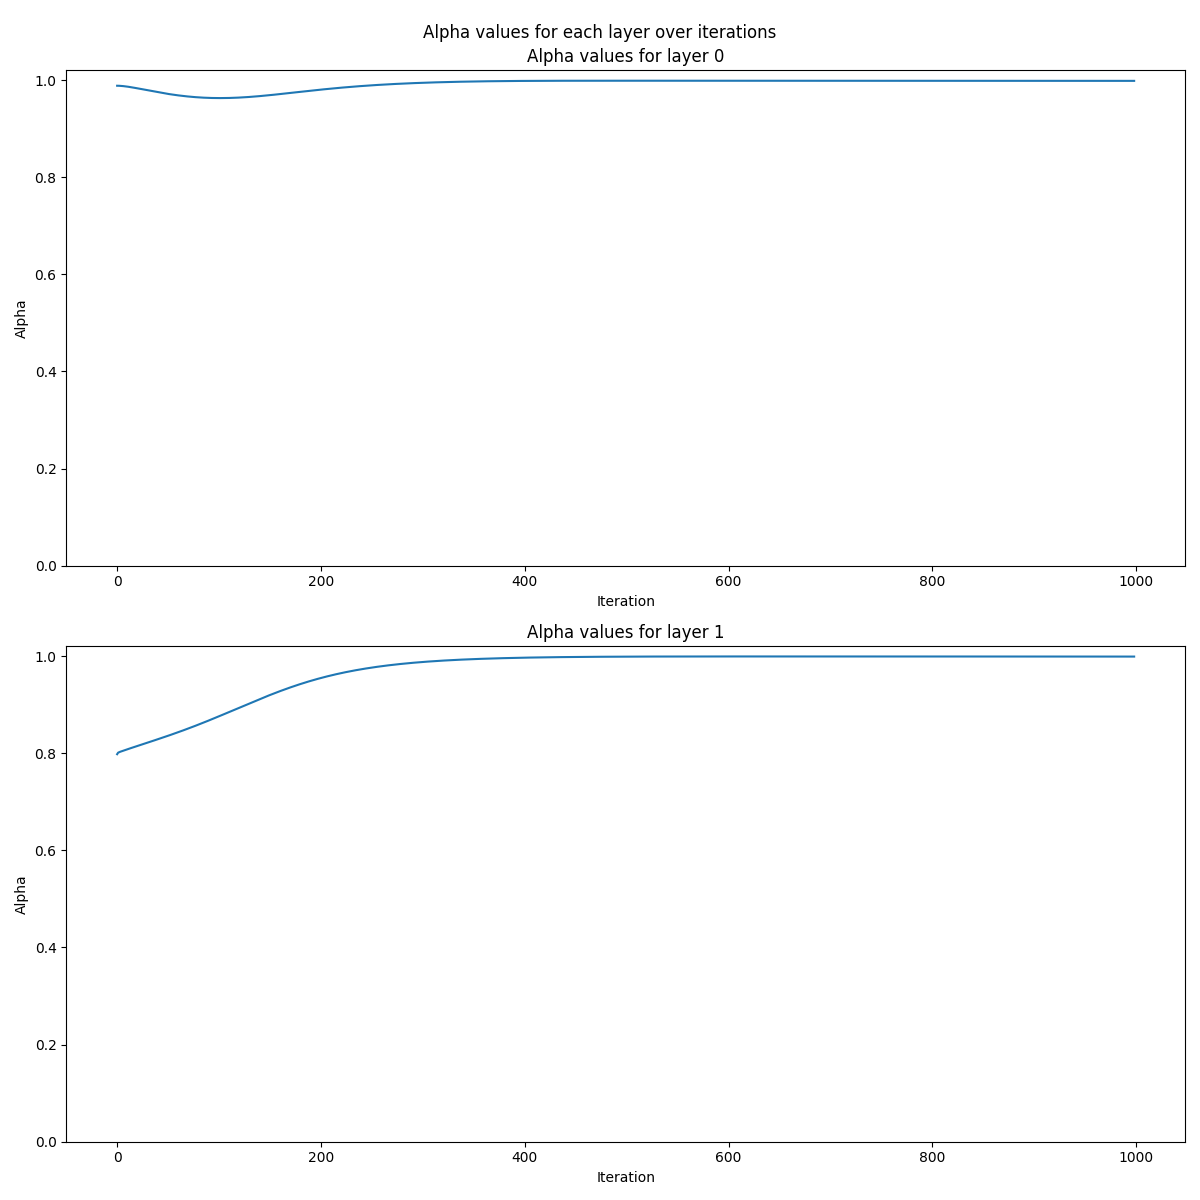 Alpha values for each layer over iterations
Alpha values for layer 0
1.0
0.8
0.6
0.4
0.2
0.0
Alpha
0 200 400 600 800 1000
Iteration
Alpha values for layer 1
1.0
0.8
0.6
0.4
0.2
0.0
Alpha
0 200 400 600 800 1000
Iteration